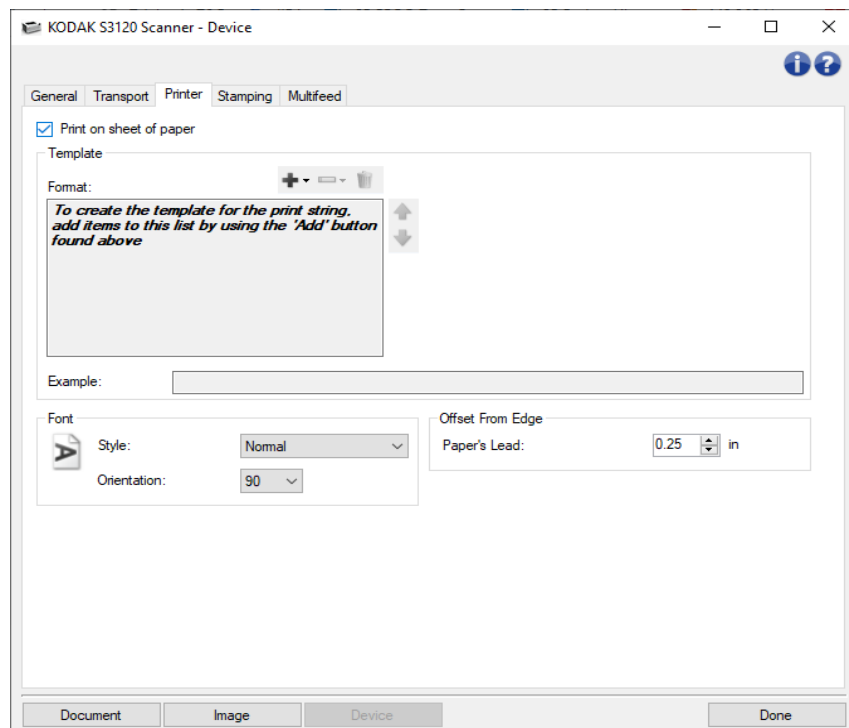 KODAK S3120 Scanner - Device
General Transport Printer Stamping Multifeed
Print on sheet of paper
Template
Format:
To create the template for the print string,
add items to this list by using the 'Add' button
found above
Example:
Font
Style: Normal
Orientation: 90
Offset From Edge
Paper's Lead: 0.25 in
Document Image Device Done